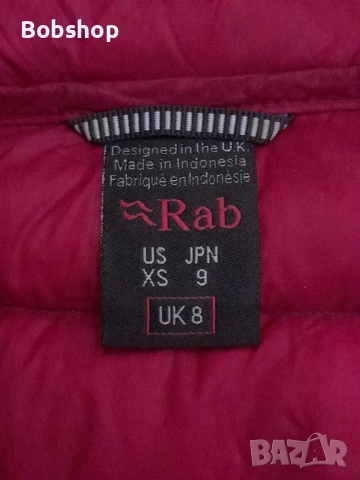 Bobshop
Designed in the U.K.
Made in Indonesia
Fabriqué en Indonésie
Rab
US JPN
XS 9
UK 8
BAZAR